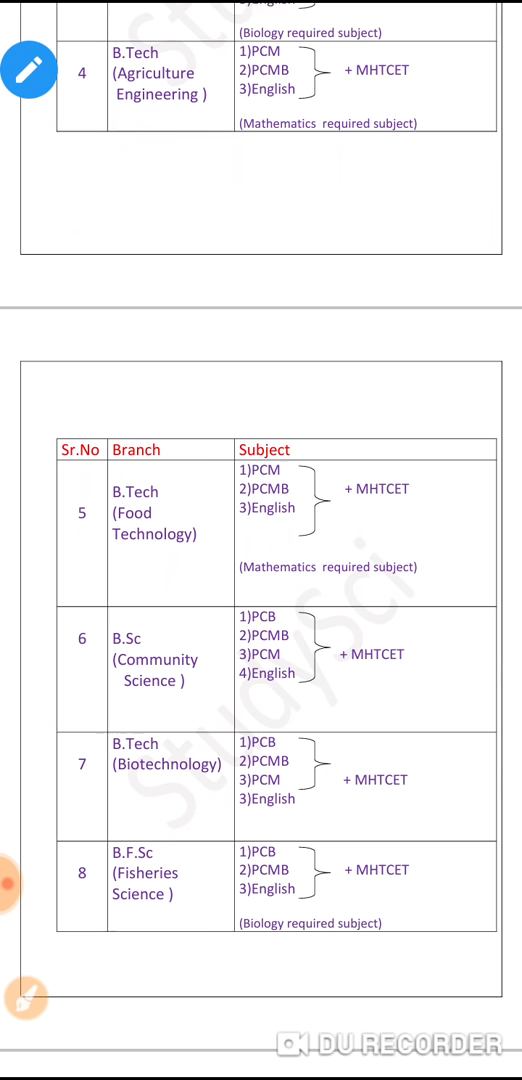 (Biology required subject)
4
B.Tech
(Agriculture
Engineering )
1)PCM
2)PCMB
3)English
+ MHTCET
(Mathematics required subject)
Sr.No Branch Subject
5
B.Tech
(Food
Technology)
1)PCM
2)PCMB
3)English
+ MHTCET
(Mathematics required subject)
6
B.Sc
(Community
Science )
1)PCB
2)PCMB
3)PCM
4)English
+ MHTCET
7
B.Tech
(Biotechnology)
1)PCB
2)PCMB
3)PCM
3)English
+ MHTCET
8
B.F.Sc
(Fisheries
Science )
1)PCB
2)PCMB
3)English
+ MHTCET
(Biology required subject)
StudySci
DU RECORDER